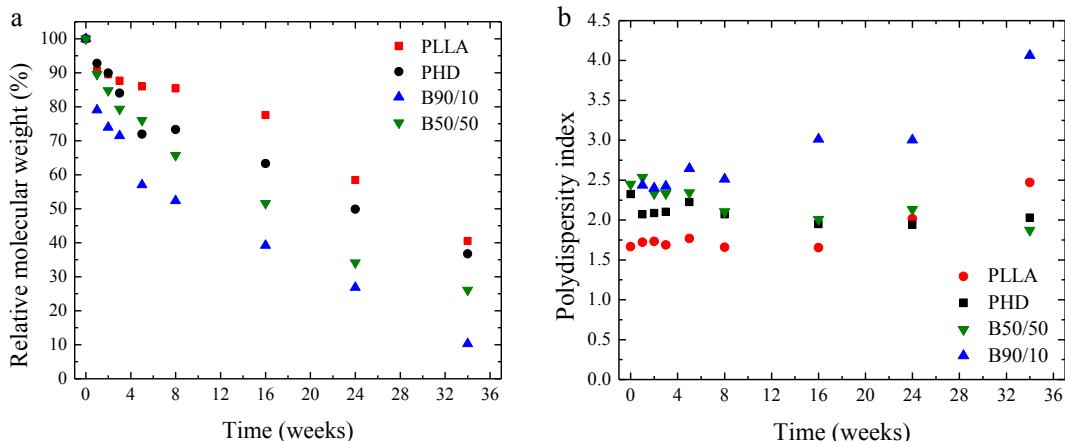 a
Relative molecular weight (%)
100
90
80
70
60
50
40
30
20
10
0
PLLA
PHD
B90/10
B50/50
0 4 8 12 16 20 24 28 32 36
Time (weeks)
b
Polydispersity index
4.5
4.0
3.5
3.0
2.5
2.0
1.5
1.0
0.5
0.0
PLLA
PHD
B50/50
B90/10
0 4 8 12 16 20 24 28 32 36
Time (weeks)